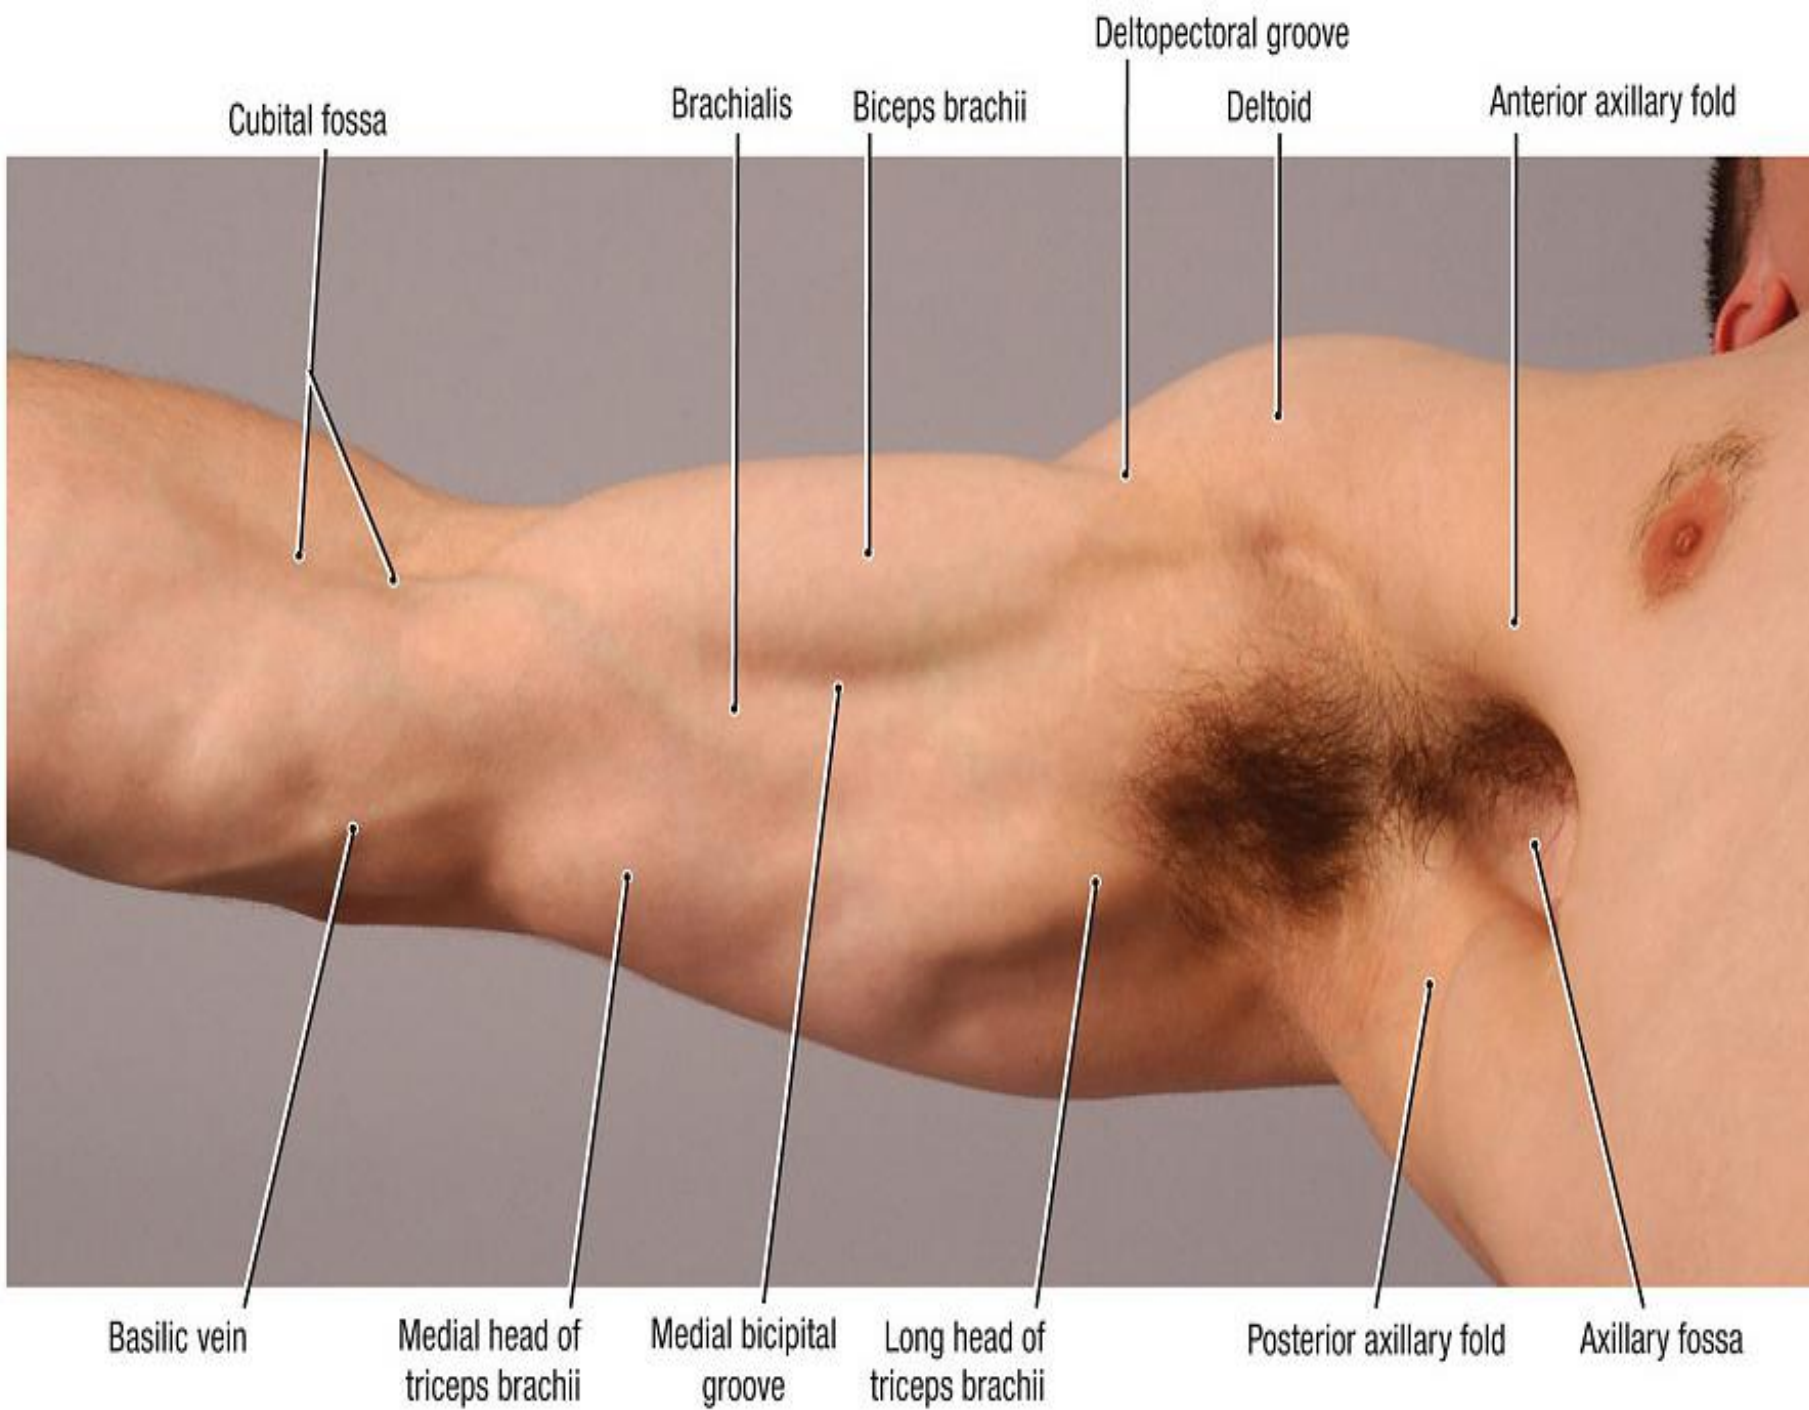 Deltopectoral groove
Cubital fossa
Brachialis
Biceps brachii
Deltoid
Anterior axillary fold
Basilic vein
Medial head of
triceps brachii
Medial bicipital
groove
Long head of
triceps brachii
Posterior axillary fold
Axillary fossa